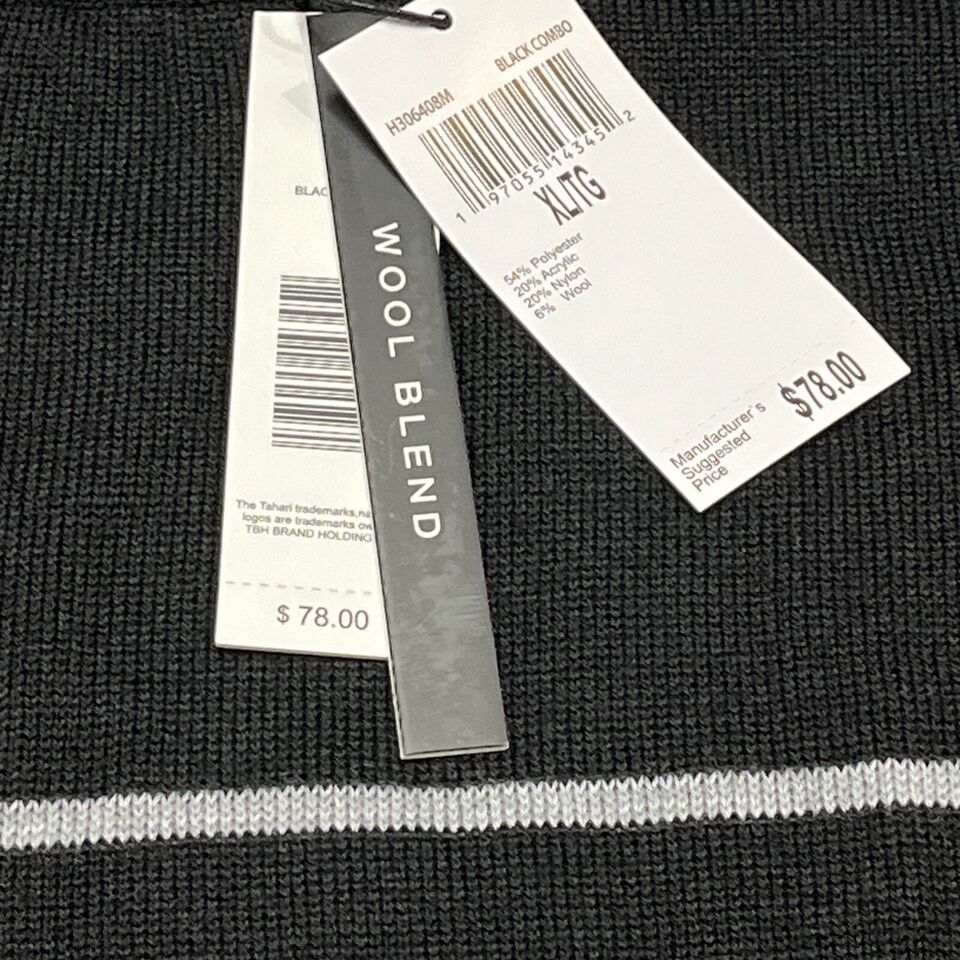 H306408M BLACK COMBO
1 97055 14345 2
XL/TG
54% Polyester
20% Acrylic
20% Nylon
6% Wool
Manufacturer's
Suggested
Price
$78.00
WOOL BLEND
The Tahari trademarks,
logos are trademarks
TBH BRAND HOLDING
$ 78.00